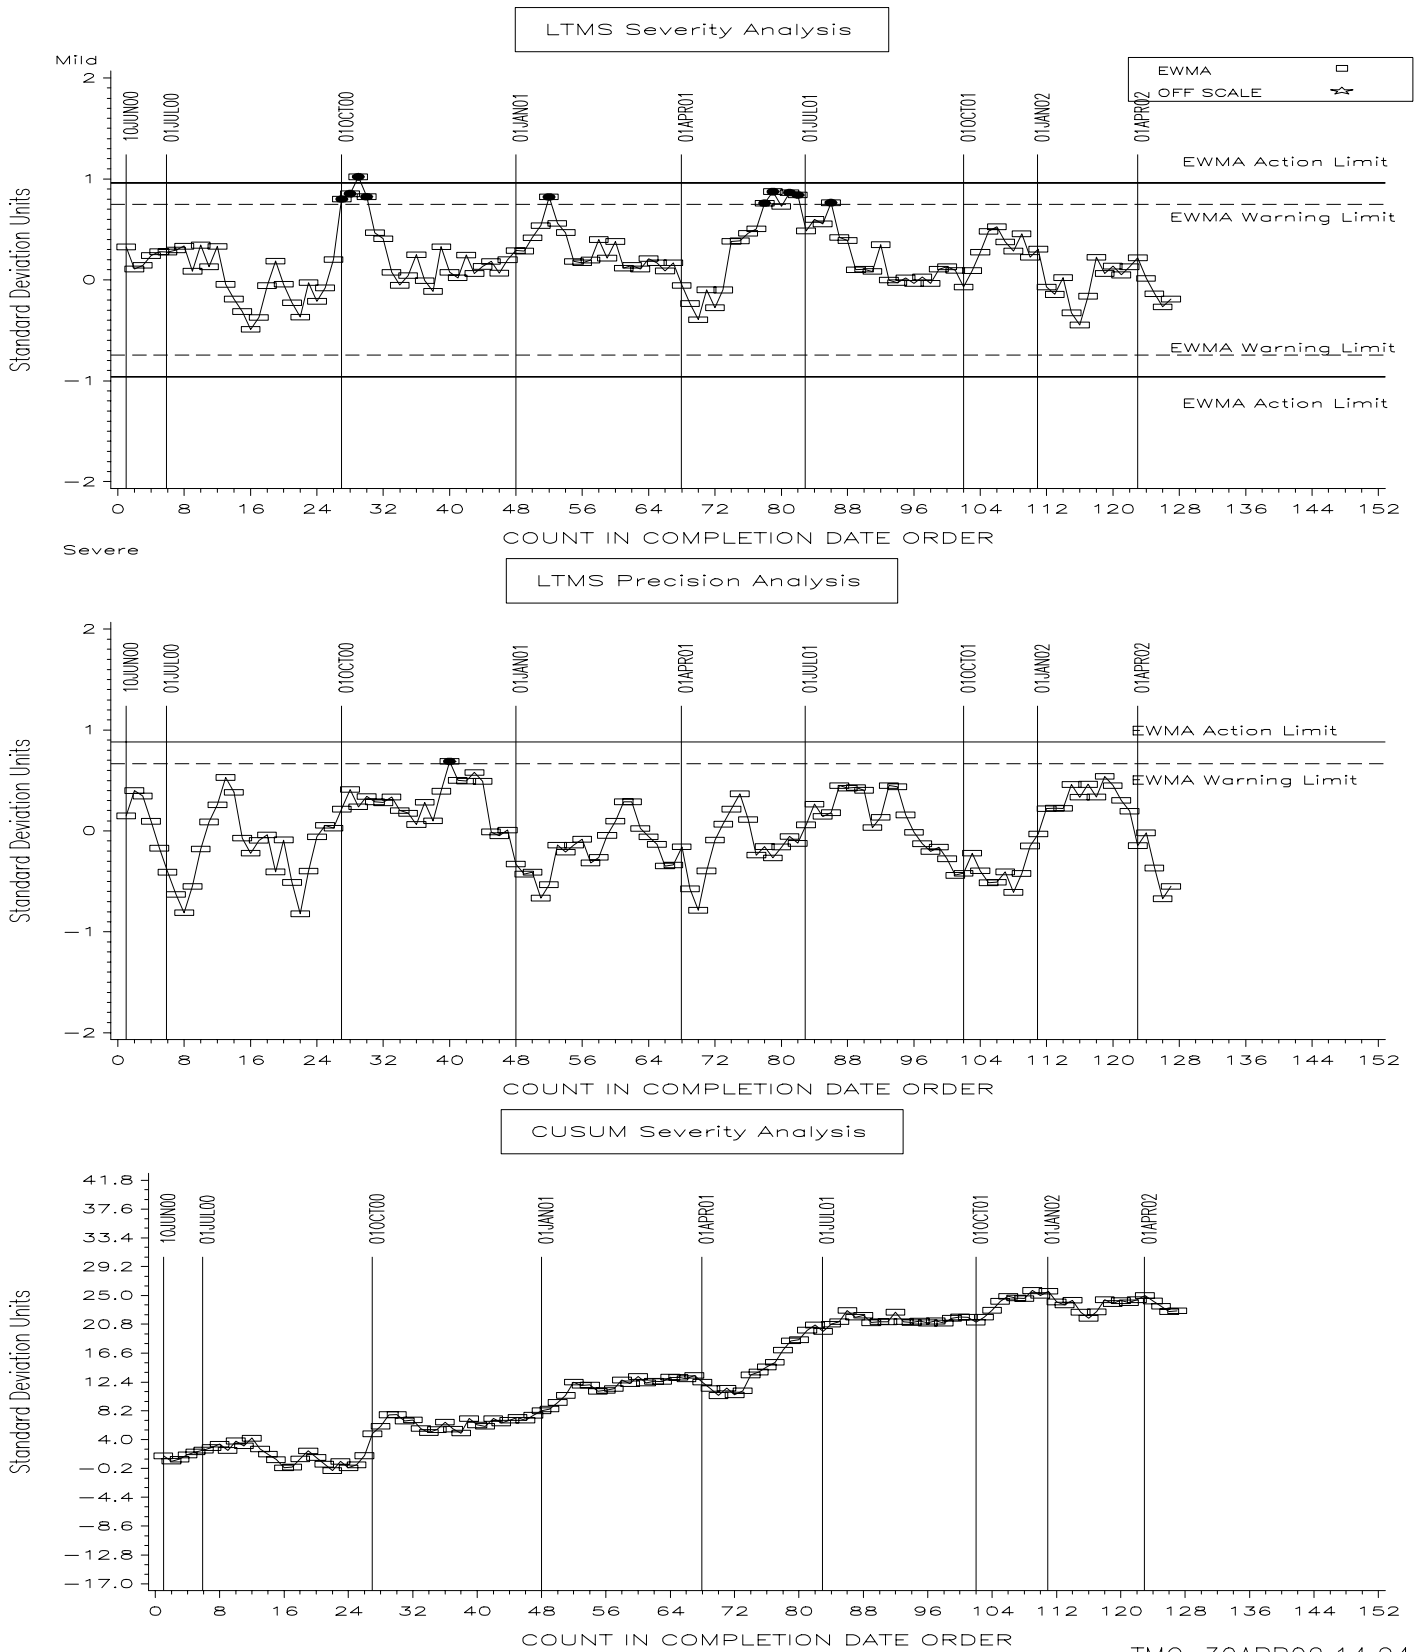 LTMS Severity Analysis
Mild
EWMA
OFF SCALE
2
1
0
−1
−2
Standard Deviation Units
10JUN00
01JUL00
01OCT00
01JAN01
01APR01
01JUL01
01OCT01
01JAN02
01APR02
EWMA Action Limit
EWMA Warning Limit
EWMA Warning Limit
EWMA Action Limit
0 8 16 24 32 40 48 56 64 72 80 88 96 104 112 120 128 136 144 152
COUNT IN COMPLETION DATE ORDER
Severe
LTMS Precision Analysis
2
1
0
−1
−2
Standard Deviation Units
10JUN00
01JUL00
01OCT00
01JAN01
01APR01
01JUL01
01OCT01
01JAN02
01APR02
EWMA Action Limit
EWMA Warning Limit
0 8 16 24 32 40 48 56 64 72 80 88 96 104 112 120 128 136 144 152
COUNT IN COMPLETION DATE ORDER
CUSUM Severity Analysis
41.8
37.6
33.4
29.2
25.0
20.8
16.6
12.4
8.2
4.0
−0.2
−4.4
−8.6
−12.8
−17.0
Standard Deviation Units
10JUN00
01JUL00
01OCT00
01JAN01
01APR01
01JUL01
01OCT01
01JAN02
01APR02
0 8 16 24 32 40 48 56 64 72 80 88 96 104 112 120 128 136 144 152
COUNT IN COMPLETION DATE ORDER